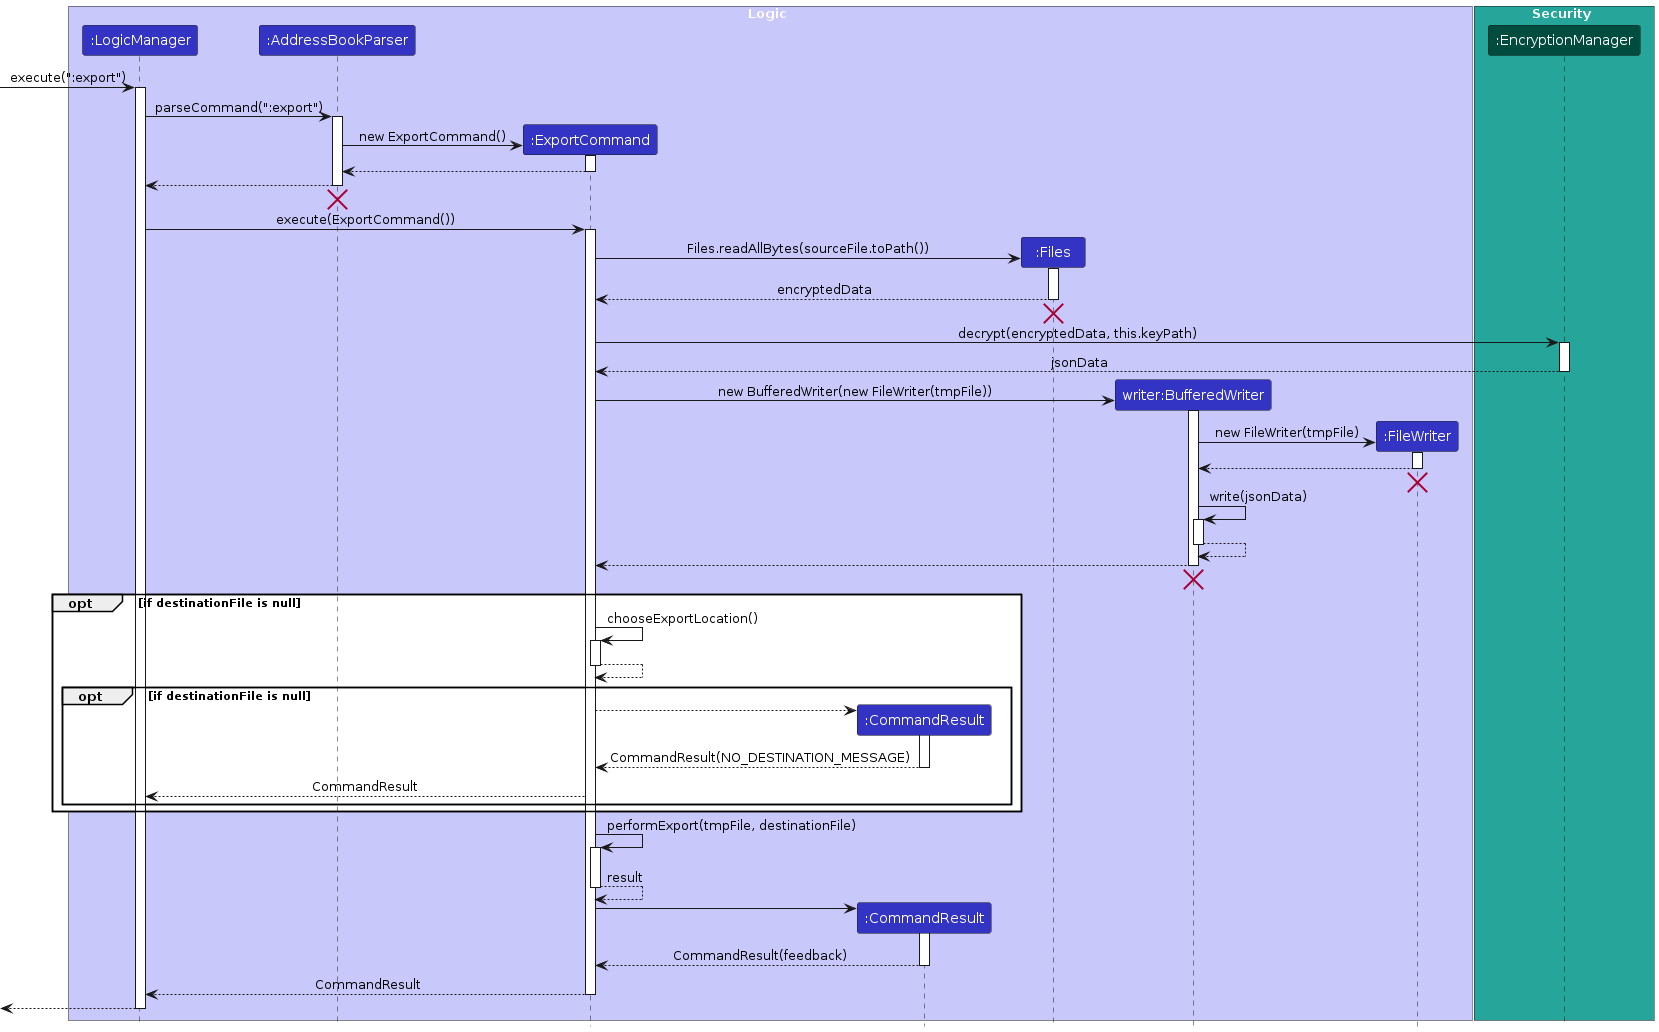 Logic
Security
:LogicManager
:AddressBookParser
:EncryptionManager
execute(":export")
parseCommand(":export")
new ExportCommand()
:ExportCommand
execute(ExportCommand())
Files.readAllBytes(sourceFile.toPath())
:Files
encryptedData
decrypt(encryptedData, this.keyPath)
jsonData
new BufferedWriter(new FileWriter(tmpFile))
writer:BufferedWriter
new FileWriter(tmpFile)
:FileWriter
write(jsonData)
opt
[if destinationFile is null]
chooseExportLocation()
opt
[if destinationFile is null]
:CommandResult
CommandResult(NO_DESTINATION_MESSAGE)
CommandResult
performExport(tmpFile, destinationFile)
result
:CommandResult
CommandResult(feedback)
CommandResult